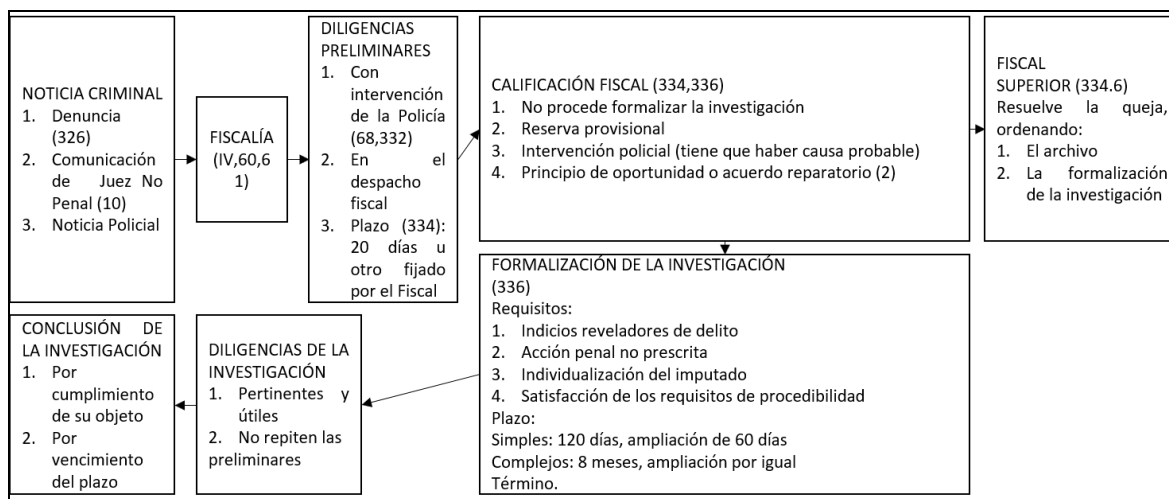 NOTICIA CRIMINAL
1. Denuncia
(326)
2. Comunicación
de Juez No
Penal (10)
3. Noticia Policial
FISCALÍA
(IV,60,6
1)
DILIGENCIAS
PRELIMINARES
1. Con
intervención
de la Policía
(68,332)
2. En el
despacho
fiscal
3. Plazo (334):
20 días u
otro fijado
por el Fiscal
CALIFICACIÓN FISCAL (334,336)
1. No procede formalizar la investigación
2. Reserva provisional
3. Intervención policial (tiene que haber causa probable)
4. Principio de oportunidad o acuerdo reparatorio (2)
FISCAL
SUPERIOR (334.6)
Resuelve la queja,
ordenando:
1. El archivo
2. La formalización
de la investigación
FORMALIZACIÓN DE LA INVESTIGACIÓN
(336)
Requisitos:
1. Indicios reveladores de delito
2. Acción penal no prescrita
3. Individualización del imputado
4. Satisfacción de los requisitos de procedibilidad
Plazo:
Simples: 120 días, ampliación de 60 días
Complejos: 8 meses, ampliación por igual
Término.
DILIGENCIAS DE LA
INVESTIGACIÓN
1. Pertinentes y
útiles
2. No repiten las
preliminares
CONCLUSIÓN DE
LA INVESTIGACIÓN
1. Por
cumplimiento
de su objeto
2. Por
vencimiento
del plazo